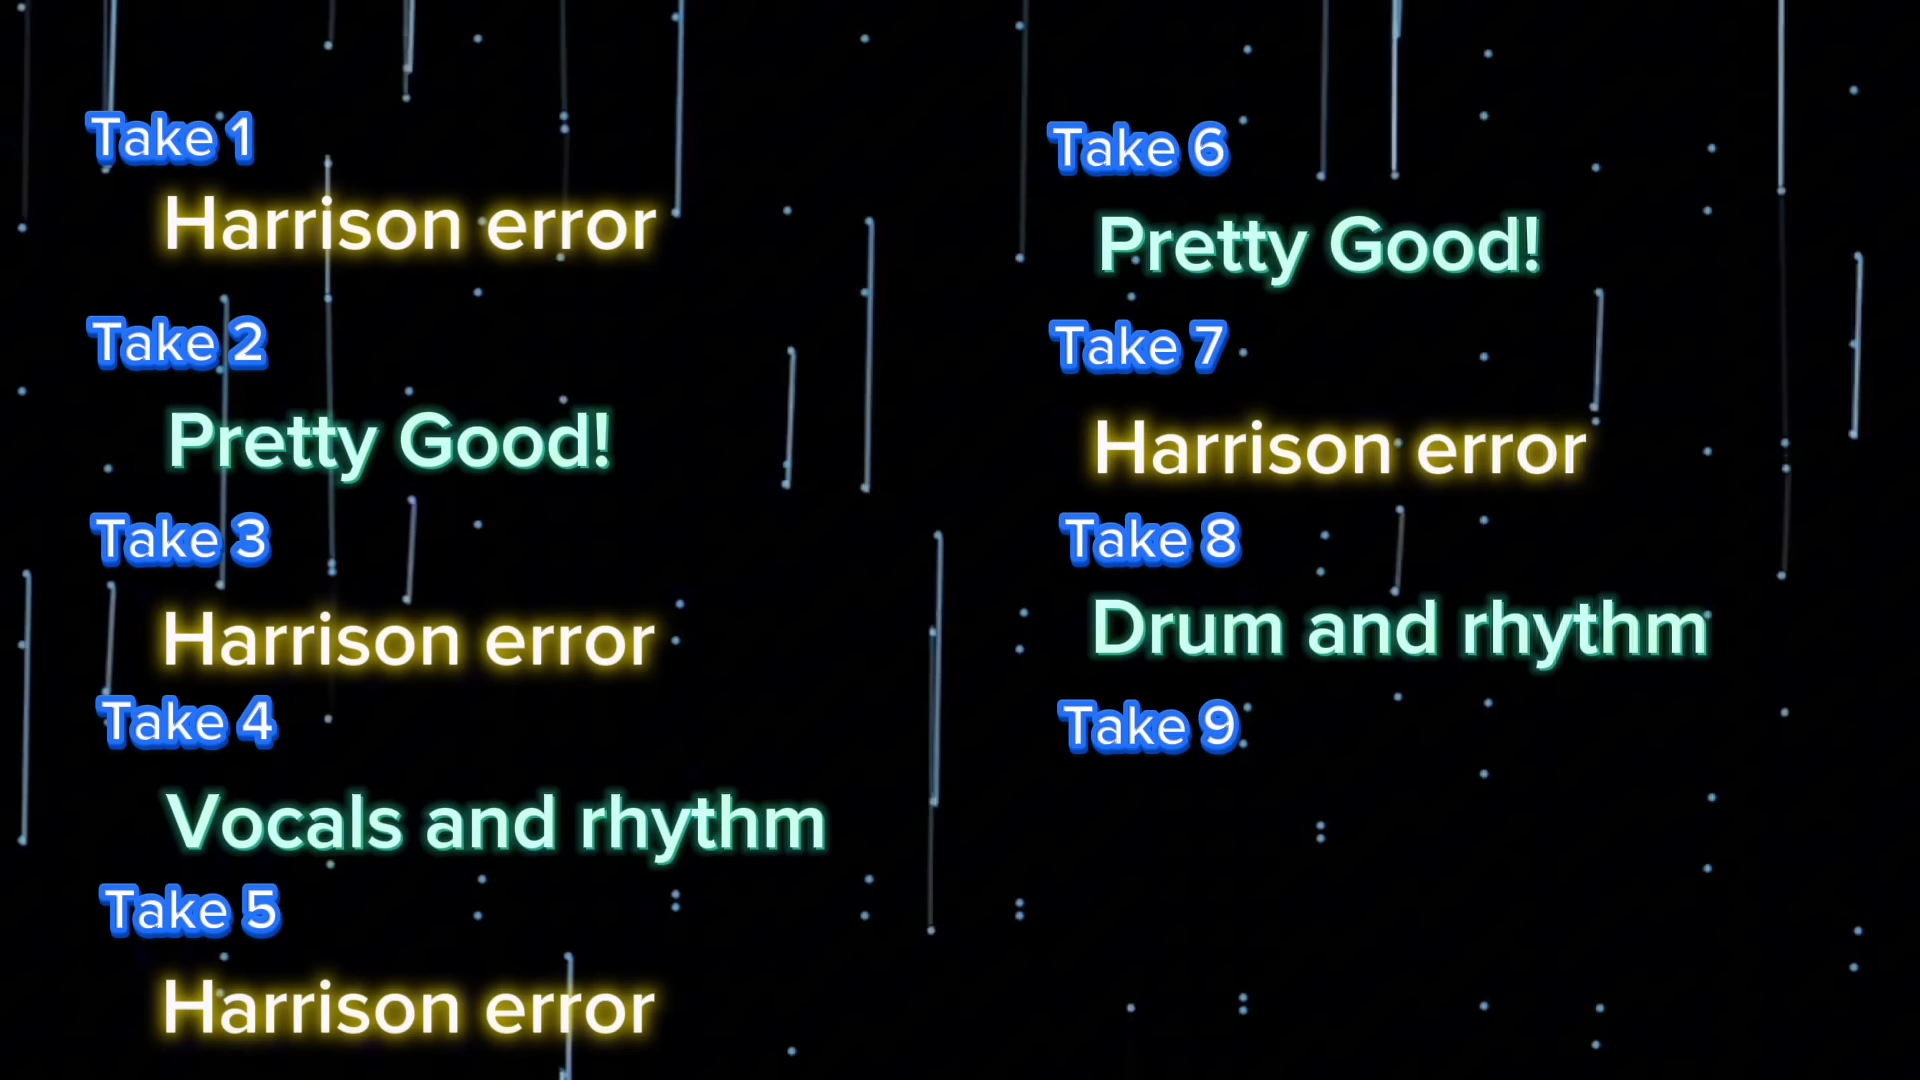 Take 1
Harrison error
Take 2
Pretty Good!
Take 3
Harrison error
Take 4
Vocals and rhythm
Take 5
Harrison error
Take 6
Pretty Good!
Take 7
Harrison error
Take 8
Drum and rhythm
Take 9